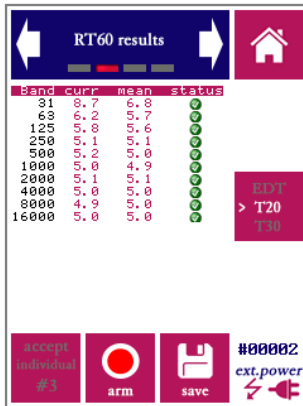 RT60 results
Band curr mean status
31 8.7 6.8
63 6.2 5.7
125 5.8 5.6
250 5.1 5.1
500 5.2 5.0
1000 5.0 4.9
2000 5.1 5.1
4000 5.0 5.0
8000 4.9 5.0
16000 5.0 5.0
EDT
> T20
T30
accept
individual
#3
arm
save
#00002
ext.power